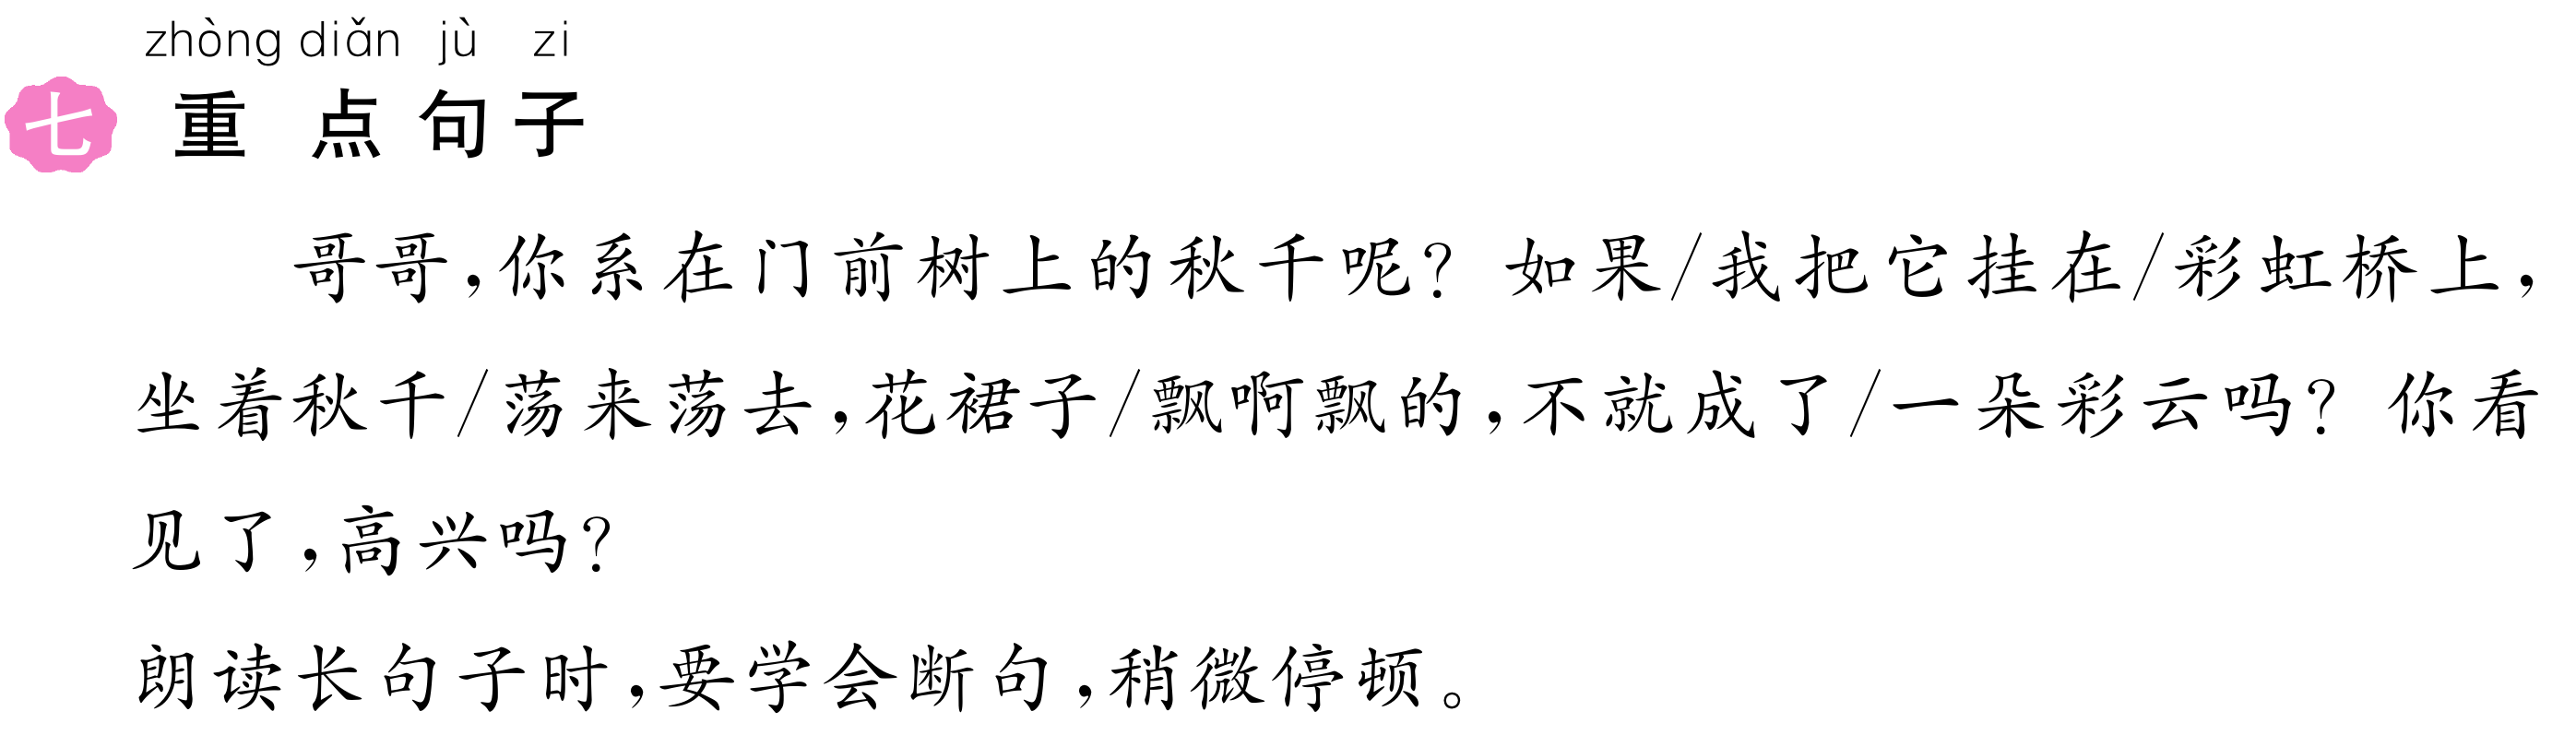 zhòng diǎn jù zi
七 重点句子
哥哥,你系在门前树上的秋千呢? 如果/我把它挂在/彩虹桥上,
坐着秋千/荡来荡去,花裙子/飘啊飘的,不就成了/一朵彩云吗? 你看
见了,高兴吗?
朗读长句子时,要学会断句,稍微停顿。